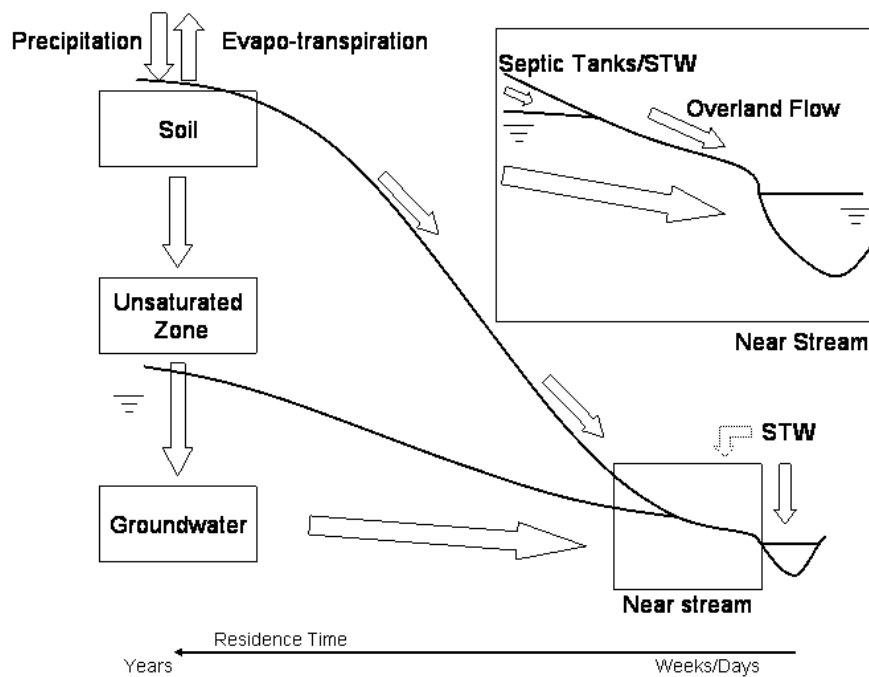 Precipitation
Evapo-transpiration
Septic Tanks/STW
Overland Flow
Soil
Unsaturated
Zone
Near Stream
STW
Groundwater
Near stream
Residence Time
Years
Weeks/Days